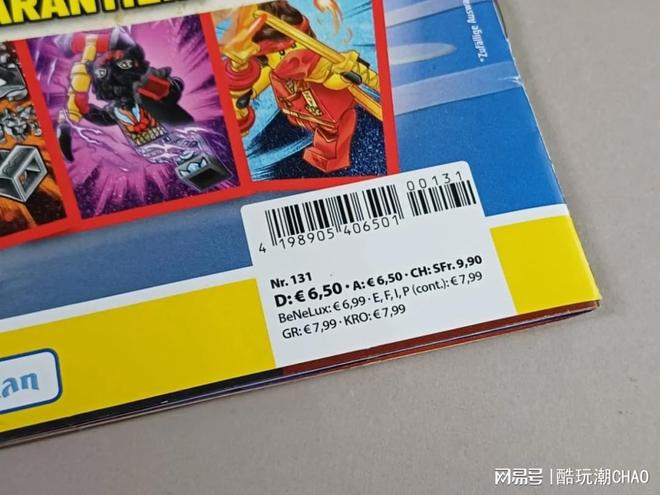 ARANTIE
*Zufällige Auswa
00131
4 198905 406501
Nr. 131
D: € 6,50 · A: € 6,50 · CH: SFr. 9,90
BeNeLux: € 6,99 · E, F, I, P (cont.): € 7,99
GR: € 7,99 · KRO: € 7,99
an
网易号 | 酷玩潮CHAO